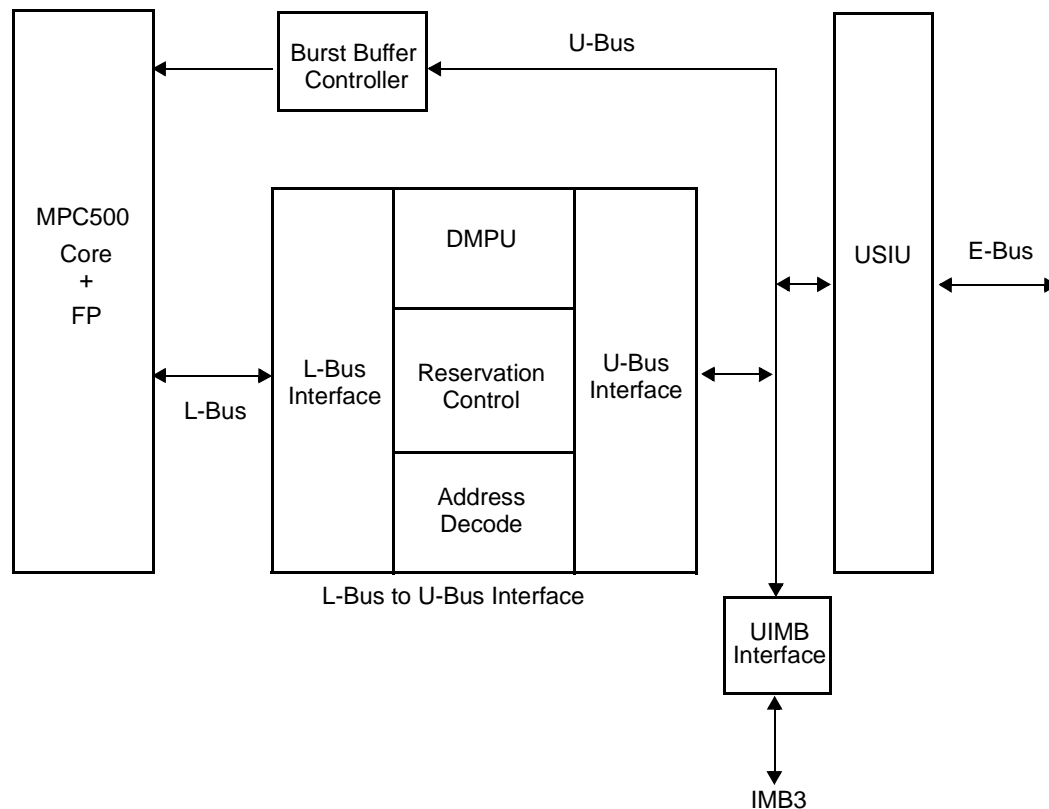 Burst Buffer
Controller
U-Bus
MPC500
Core
+
FP
L-Bus
L-Bus
Interface
DMPU
Reservation
Control
Address
Decode
U-Bus
Interface
L-Bus to U-Bus Interface
USIU
E-Bus
UIMB
Interface
IMB3